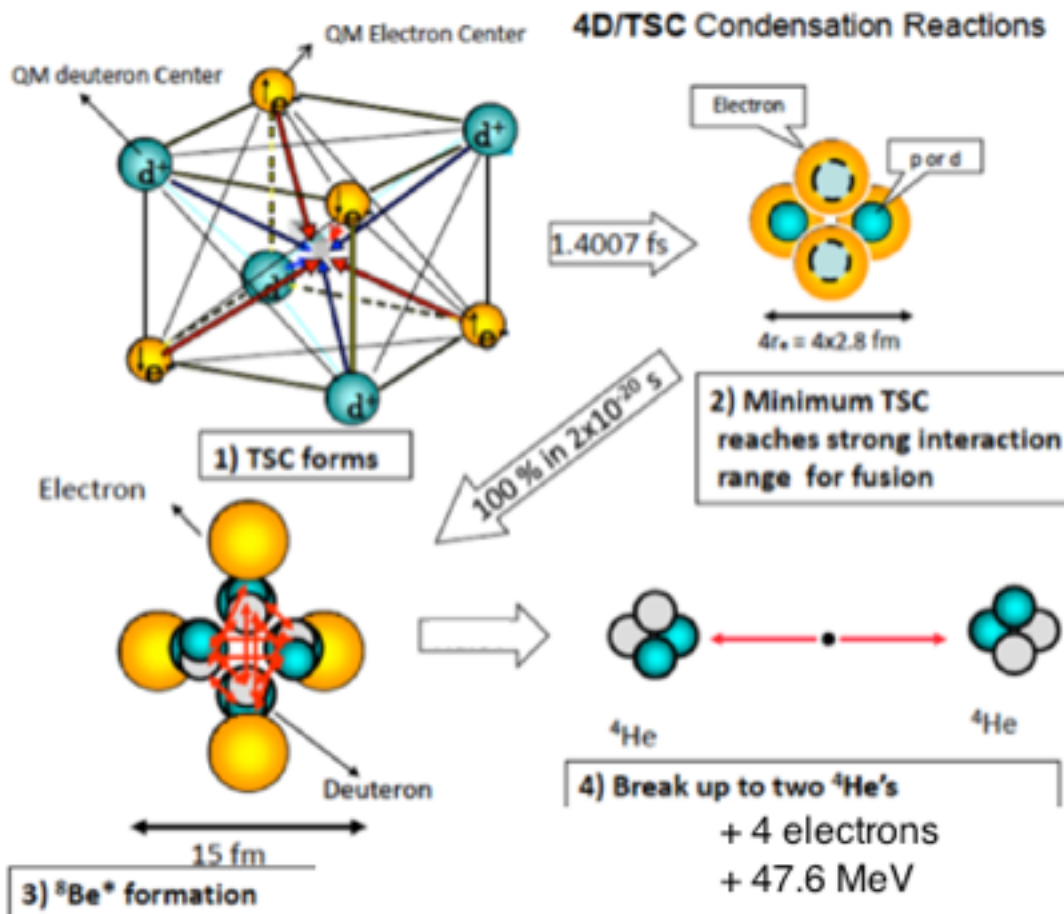 4D/TSC Condensation Reactions
QM Electron Center
QM deuteron Center
e⁻
d⁺
d⁺
e
d
e⁻
e
d⁺
1) TSC forms
1.4007 fs
Electron
p or d
4rₑ = 4x2.8 fm
2) Minimum TSC
reaches strong interaction
range for fusion
100 % in 2x10⁻²⁰ s
Electron
Deuteron
15 fm
3) ⁸Be* formation
⁴He
⁴He
4) Break up to two ⁴He's
+ 4 electrons
+ 47.6 MeV